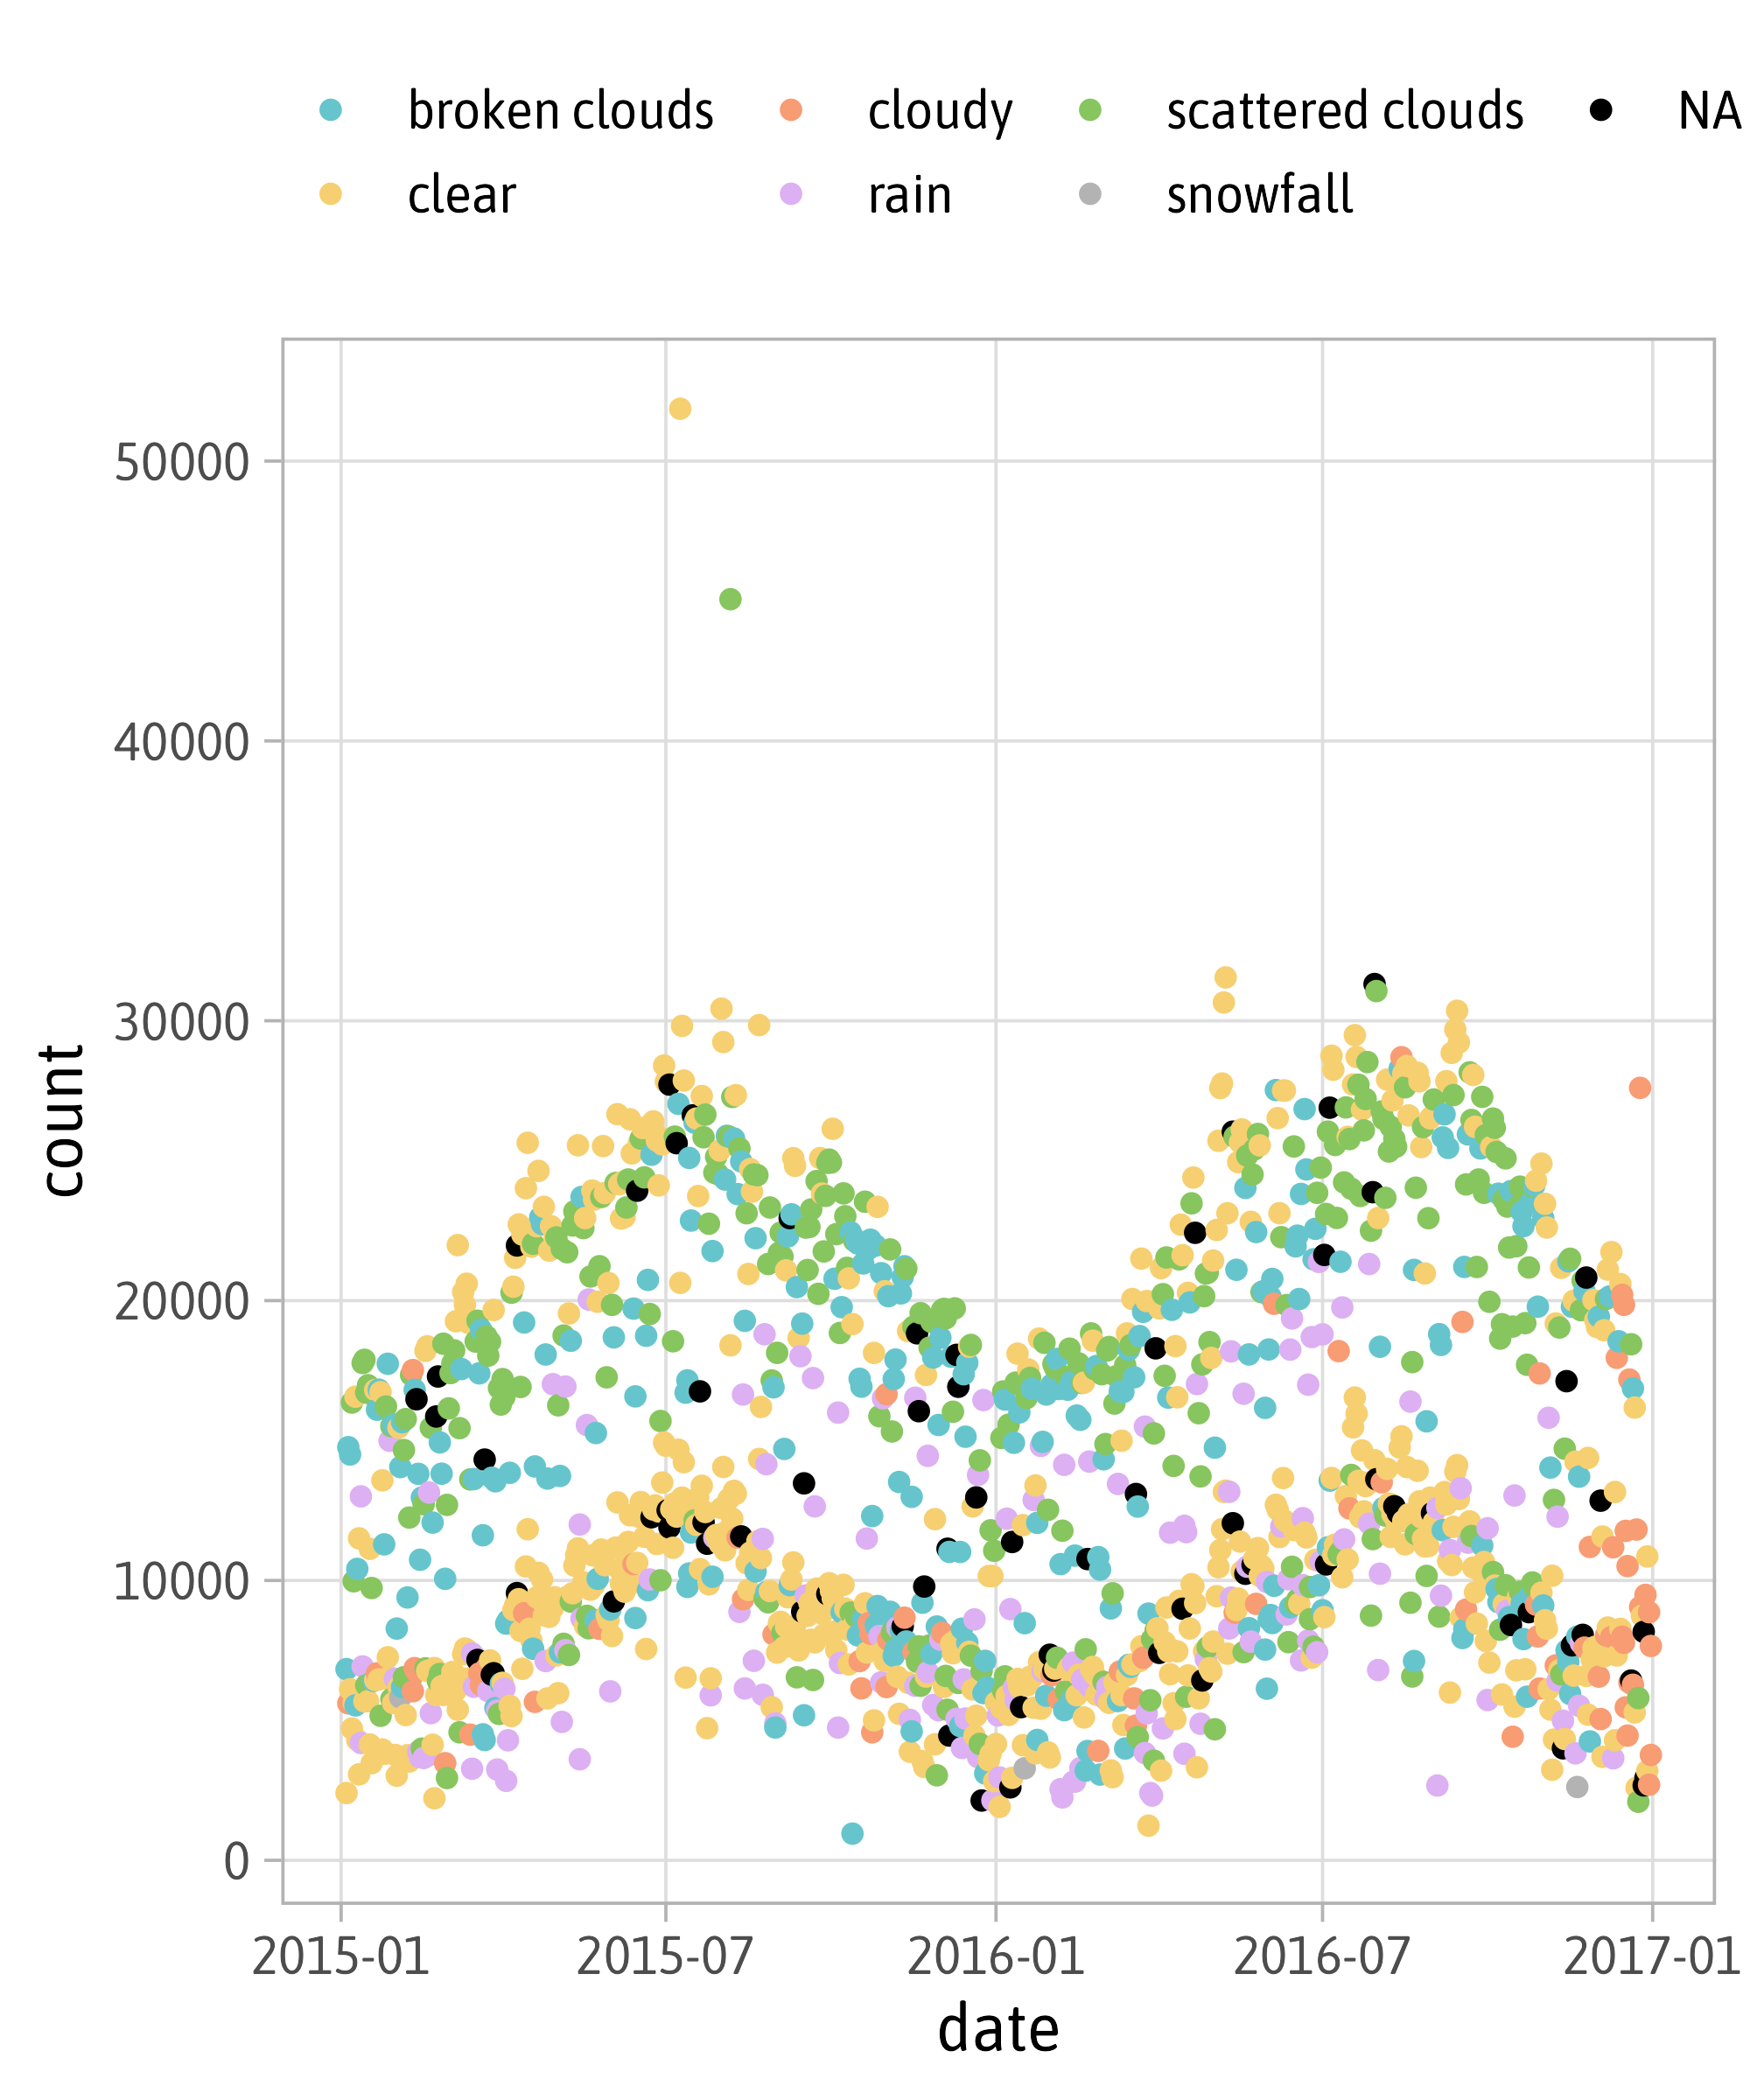 broken clouds cloudy scattered clouds NA
clear rain snowfall
50000
40000
30000
20000
10000
0
count
2015-01 2015-07 2016-01 2016-07 2017-01
date